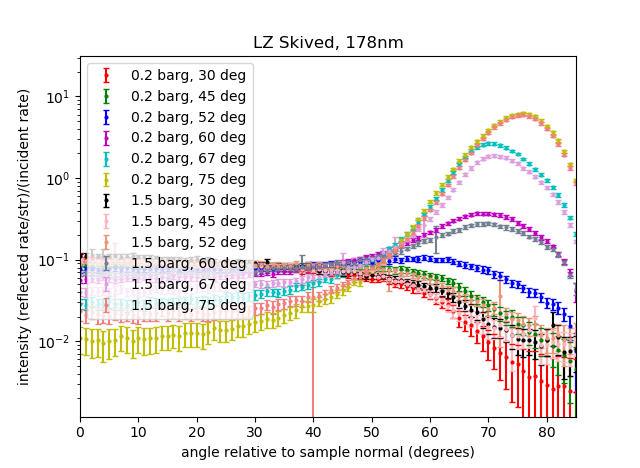 LZ Skived, 178nm
intensity (reflected rate/str)/(incident rate)
10¹
10⁰
10⁻¹
10⁻²
0.2 barg, 30 deg
0.2 barg, 45 deg
0.2 barg, 52 deg
0.2 barg, 60 deg
0.2 barg, 67 deg
0.2 barg, 75 deg
1.5 barg, 30 deg
1.5 barg, 45 deg
1.5 barg, 52 deg
1.5 barg, 60 deg
1.5 barg, 67 deg
1.5 barg, 75 deg
0 10 20 30 40 50 60 70 80
angle relative to sample normal (degrees)